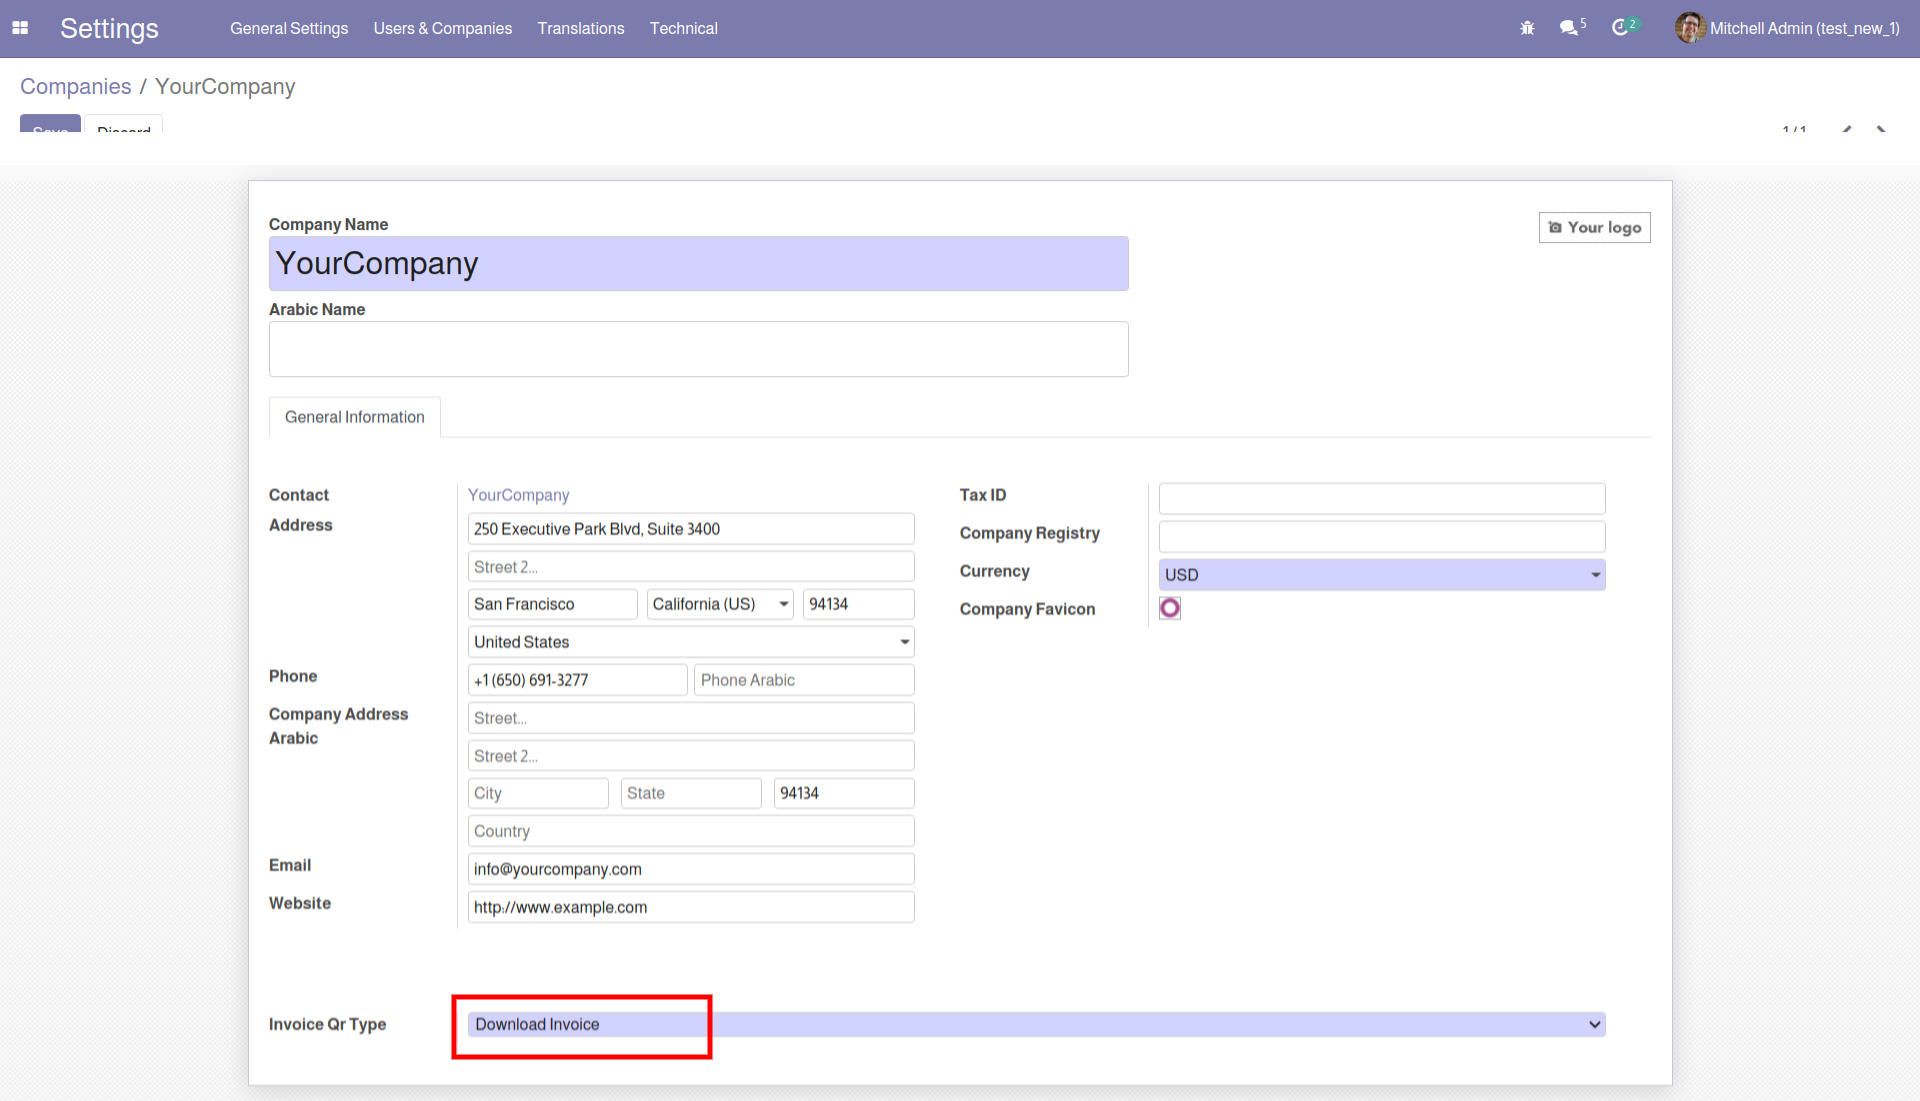 Settings General Settings Users & Companies Translations Technical 5 2 Mitchell Admin (test_new_1)
Companies / YourCompany
Save Discard 1 / 1
Company Name
Your logo
YourCompany
Arabic Name
General Information
Contact YourCompany Tax ID
Address 250 Executive Park Blvd, Suite 3400
Company Registry
Street 2...
Currency USD
San Francisco California (US) 94134
Company Favicon
United States
Phone +1 (650) 691-3277 Phone Arabic
Company Address Street...
Arabic
Street 2...
City State 94134
Country
Email info@yourcompany.com
Website http://www.example.com
Invoice Qr Type Download Invoice